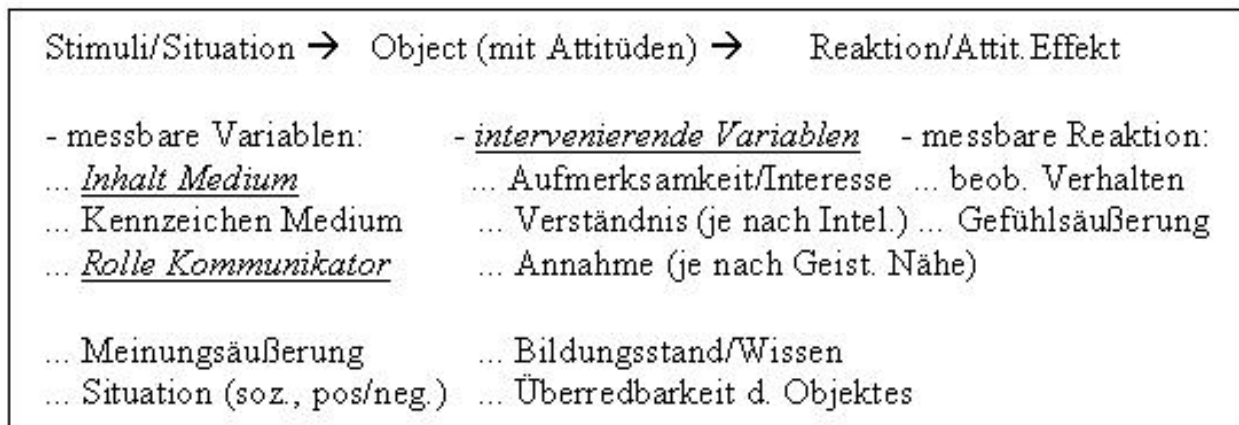 Stimuli/Situation → Object (mit Attitüden) → Reaktion/Attit.Effekt
- messbare Variablen: - intervenierende Variablen - messbare Reaktion:
... Inhalt Medium ... Aufmerksamkeit/Interesse ... beob. Verhalten
... Kennzeichen Medium ... Verständnis (je nach Intel.) ... Gefühlsäußerung
... Rolle Kommunikator ... Annahme (je nach Geist. Nähe)
... Meinungsäußerung ... Bildungsstand/Wissen
... Situation (soz., pos/neg.) ... Überredbarkeit d. Objektes